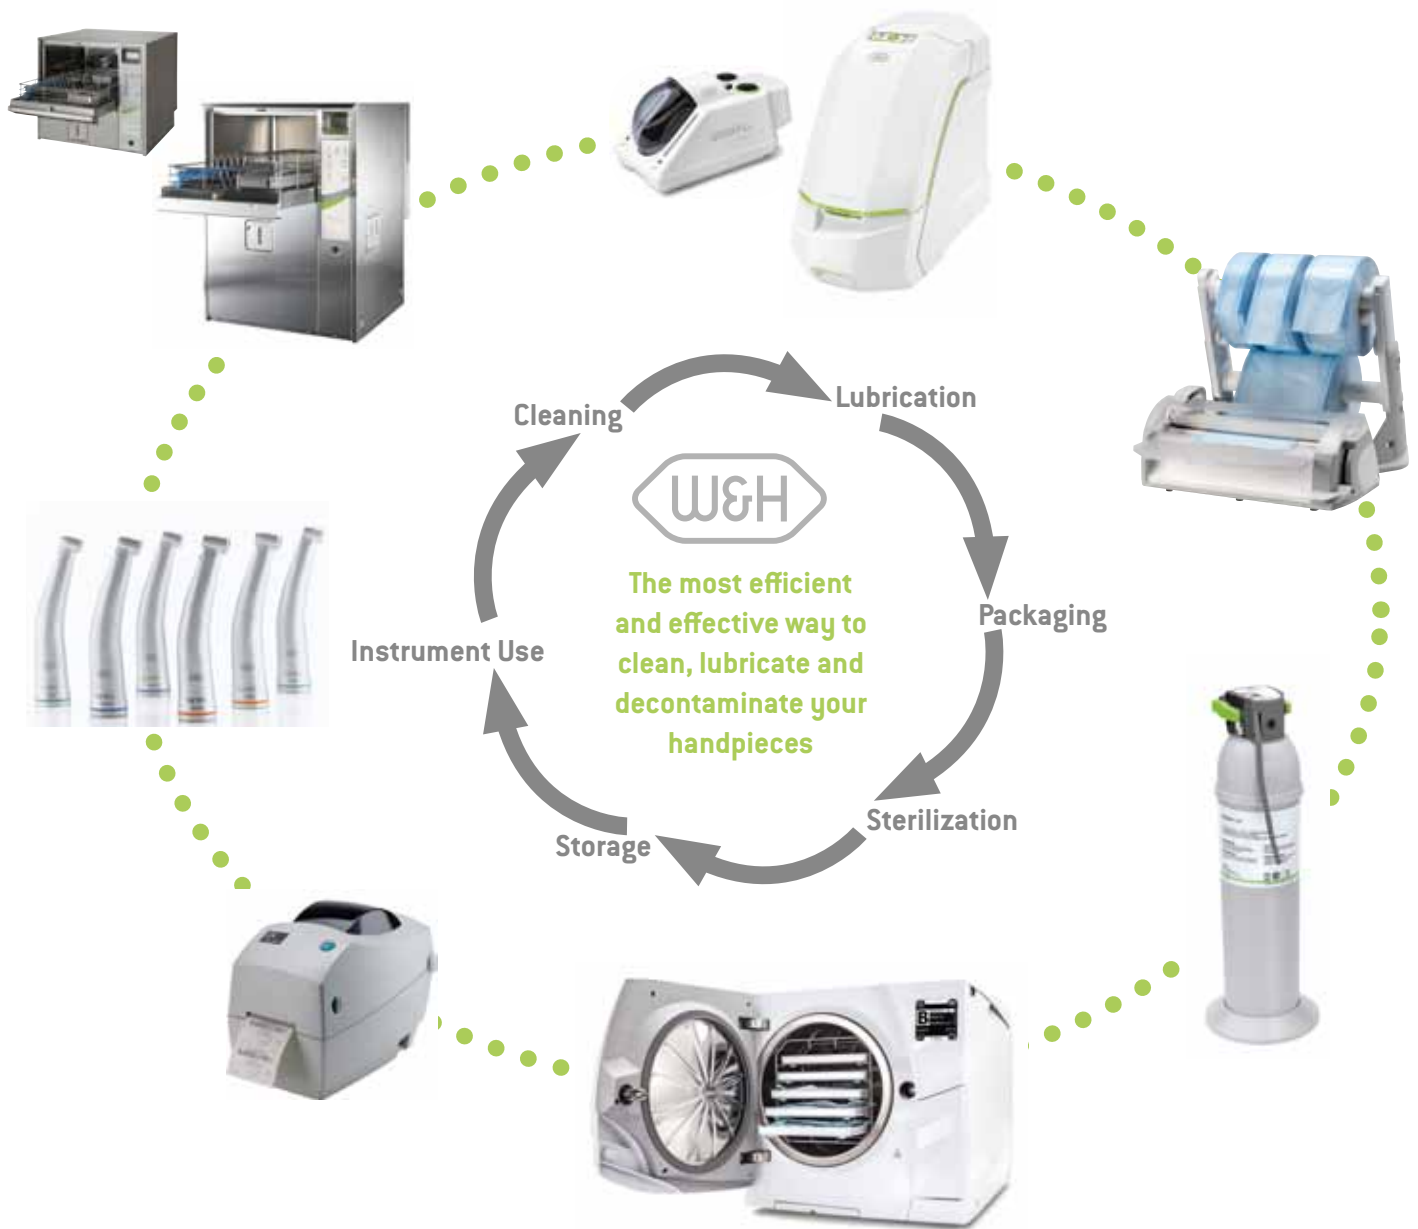 Cleaning
Lubrication
W&H
The most efficient
and effective way to
clean, lubricate and
decontaminate your
handpieces
Packaging
Instrument Use
Sterilization
Storage
B